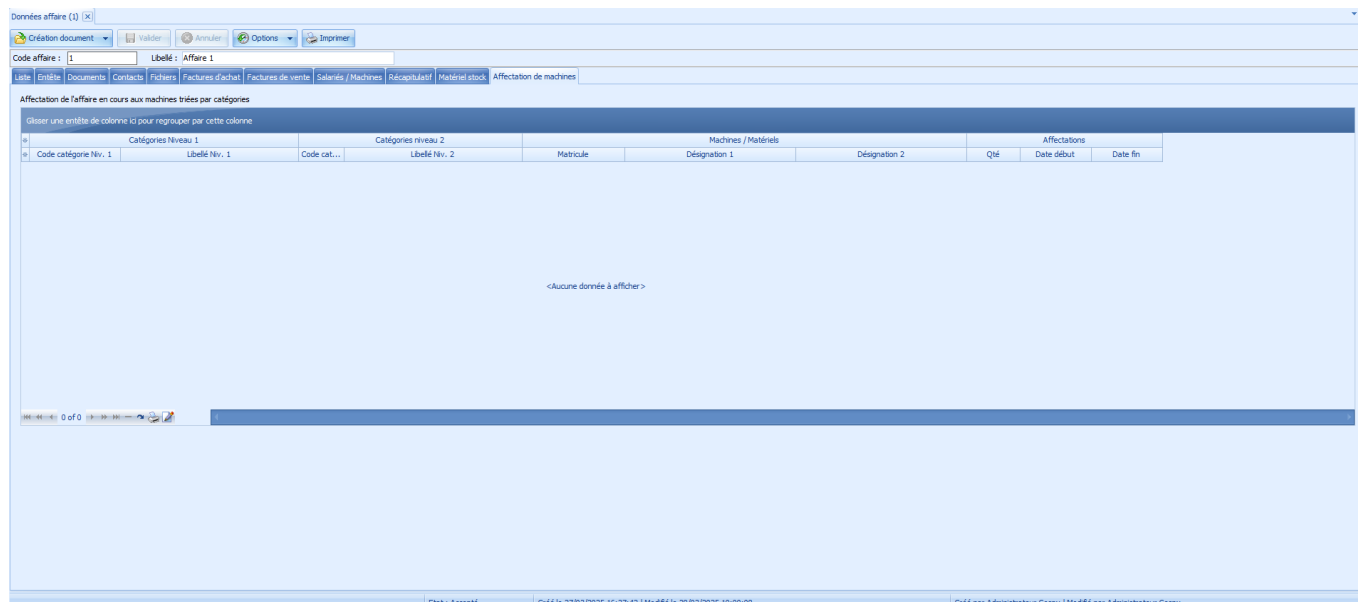 Données affaire (1)
Création document Valider Annuler Options Imprimer
Code affaire : 1 Libellé : Affaire 1
Liste Entête Documents Contacts Fichiers Factures d'achat Factures de vente Salariés / Machines Récapitulatif Matériel stock Affectation de machines
Affectation de l'affaire en cours aux machines triées par catégories
Glisser une entête de colonne ici pour regrouper par cette colonne
Catégories Niveau 1 Catégories niveau 2 Machines / Matériels Affectations
Code catégorie Niv. 1 Libellé Niv. 1 Code cat... Libellé Niv. 2 Matricule Désignation 1 Désignation 2 Qté Date début Date fin
<Aucune donnée à afficher>
0 of 0